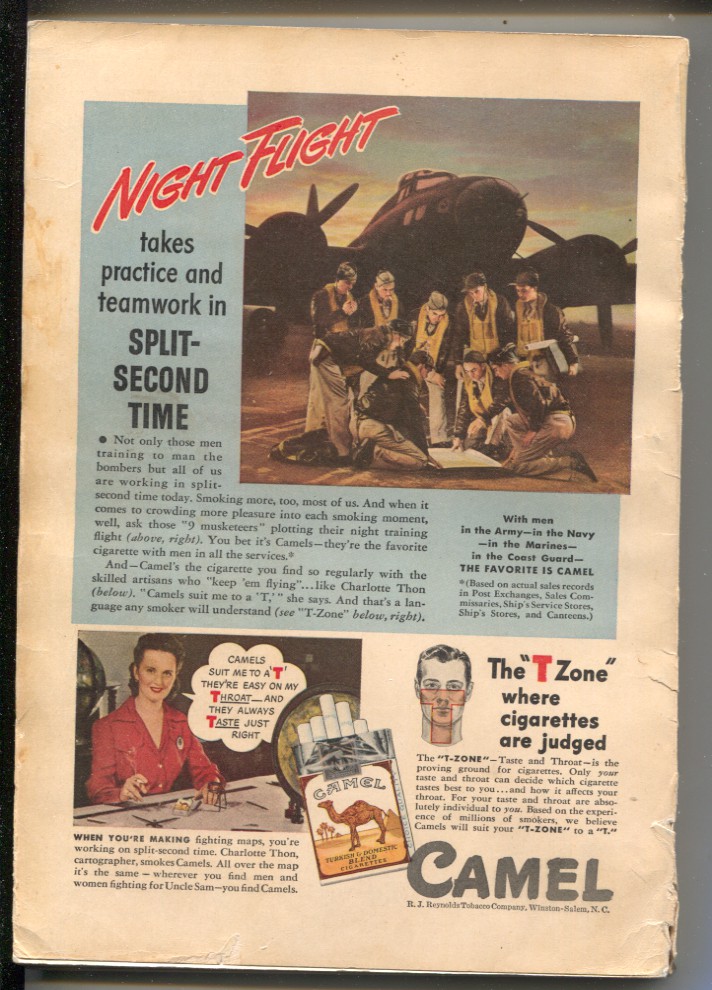 NIGHT FLIGHT
takes
practice and
teamwork in
SPLIT-
SECOND
TIME
● Not only those men
training to man the
bombers but all of us
are working in split-
second time today. Smoking more, too, most of us. And when it
comes to crowding more pleasure into each smoking moment,
well, ask those "9 musketeers" plotting their night training
flight (above, right). You bet it's Camels—they're the favorite
cigarette with men in all the services.*
And—Camel's the cigarette you find so regularly with the
skilled artisans who "keep 'em flying"...like Charlotte Thon
(below). "Camels suit me to a 'T,'" she says. And that's a lan-
guage any smoker will understand (see "T-Zone" below, right).
With men
in the Army—in the Navy
—in the Marines—
in the Coast Guard—
THE FAVORITE IS CAMEL
*(Based on actual sales records
in Post Exchanges, Sales Com-
missaries, Ship's Service Stores,
Ship's Stores, and Canteens.)
CAMELS
SUIT ME TO A 'T'
THEY'RE EASY ON MY
THROAT—AND
THEY ALWAYS
TASTE JUST
RIGHT
WHEN YOU'RE MAKING fighting maps, you're
working on split-second time. Charlotte Thon,
cartographer, smokes Camels. All over the map
it's the same – wherever you find men and
women fighting for Uncle Sam—you find Camels.
CAMEL
TURKISH & DOMESTIC
BLEND
CIGARETTES
The "T Zone"
where
cigarettes
are judged
The "T-ZONE"–Taste and Throat–is the
proving ground for cigarettes. Only your
taste and throat can decide which cigarette
tastes best to you...and how it affects your
throat. For your taste and throat are abso-
lutely individual to you. Based on the experi-
ence of millions of smokers, we believe
Camels will suit your "T-ZONE" to a "T."
CAMEL
R. J. Reynolds Tobacco Company, Winston-Salem, N. C.